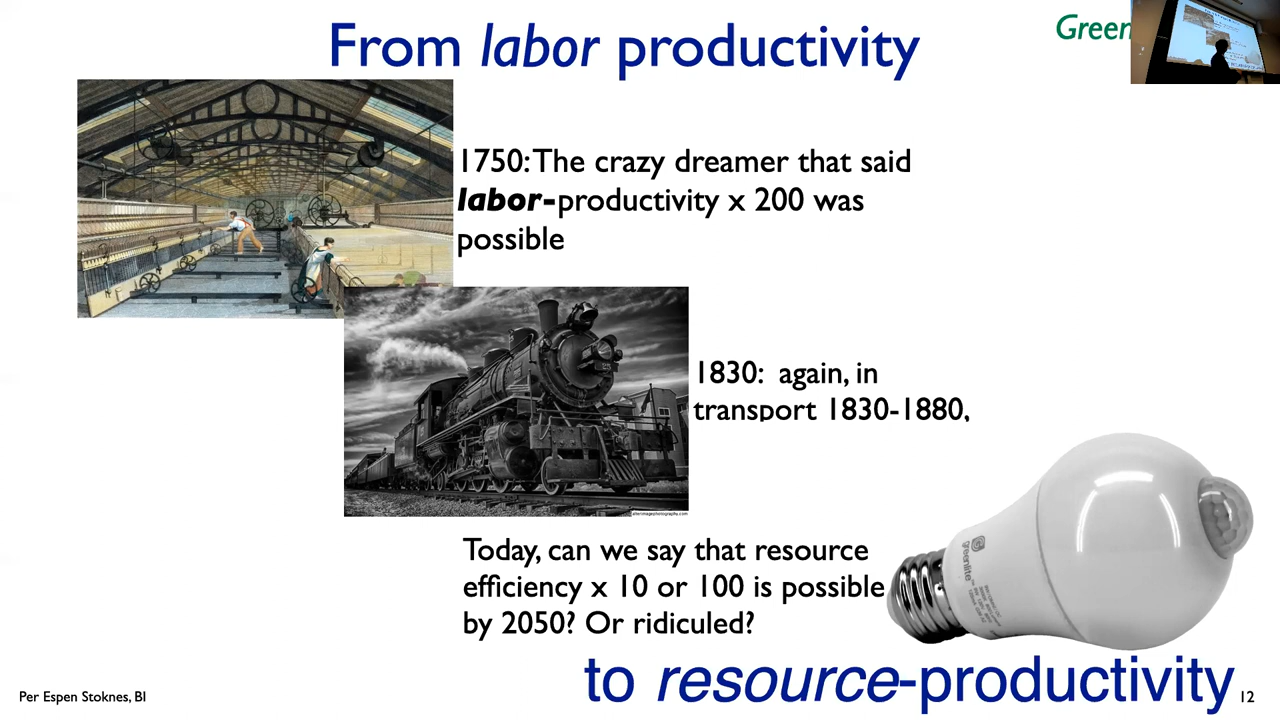 From labor productivity
Green
1750: The crazy dreamer that said
labor-productivity x 200 was
possible
1830: again, in
transport 1830-1880,
Today, can we say that resource
efficiency x 10 or 100 is possible
by 2050? Or ridiculed?
greenlite
to resource-productivity
Per Espen Stoknes, BI
12